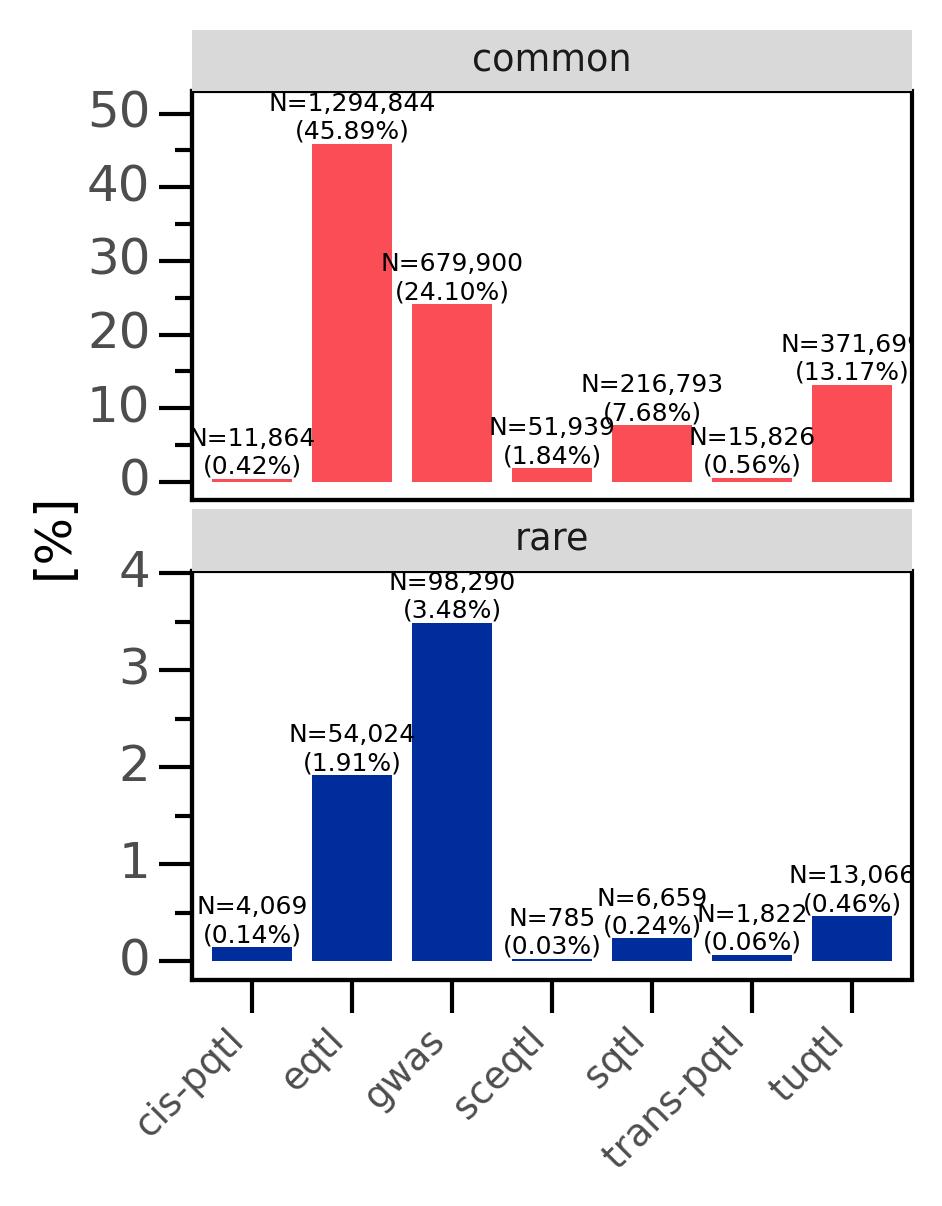 common
50
40
30
20
10
0
N=1,294,844
(45.89%)
N=679,900
(24.10%)
N=371,69
(13.17%)
N=216,793
(7.68%)
N=11,864
(0.42%)
N=51,939
(1.84%)
N=15,826
(0.56%)
[%]
rare
4
3
2
1
0
N=98,290
(3.48%)
N=54,024
(1.91%)
N=4,069
(0.14%)
N=785
(0.03%)
N=6,659
(0.24%)
N=1,822
(0.06%)
N=13,066
(0.46%)
cis-pqtl
eqtl
gwas
sceqtl
sqtl
trans-pqtl
tuqtl